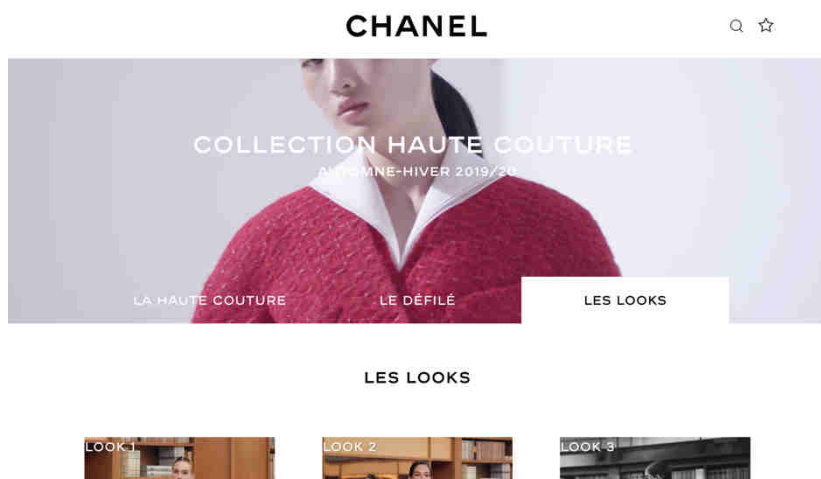 CHANEL
COLLECTION HAUTE COUTURE
AUTOMNE-HIVER 2019/20
LA HAUTE COUTURE
LE DÉFILÉ
LES LOOKS
LES LOOKS
LOOK 1
LOOK 2
LOOK 3